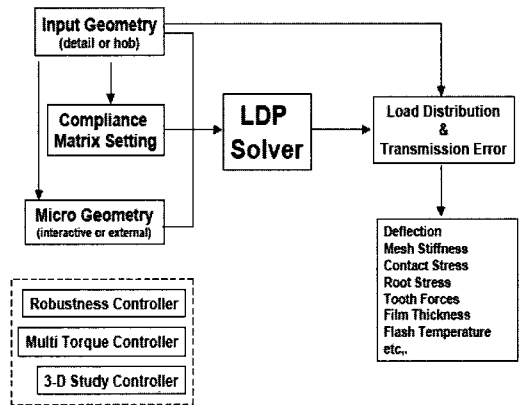 Input Geometry
(detail or hob)
Compliance
Matrix Setting
Micro Geometry
(interactive or external)
LDP
Solver
Load Distribution
&
Transmission Error
Deflection
Mesh Stiffness
Contact Stress
Root Stress
Tooth Forces
Film Thickness
Flash Temperature
etc,.
Robustness Controller
Multi Torque Controller
3-D Study Controller